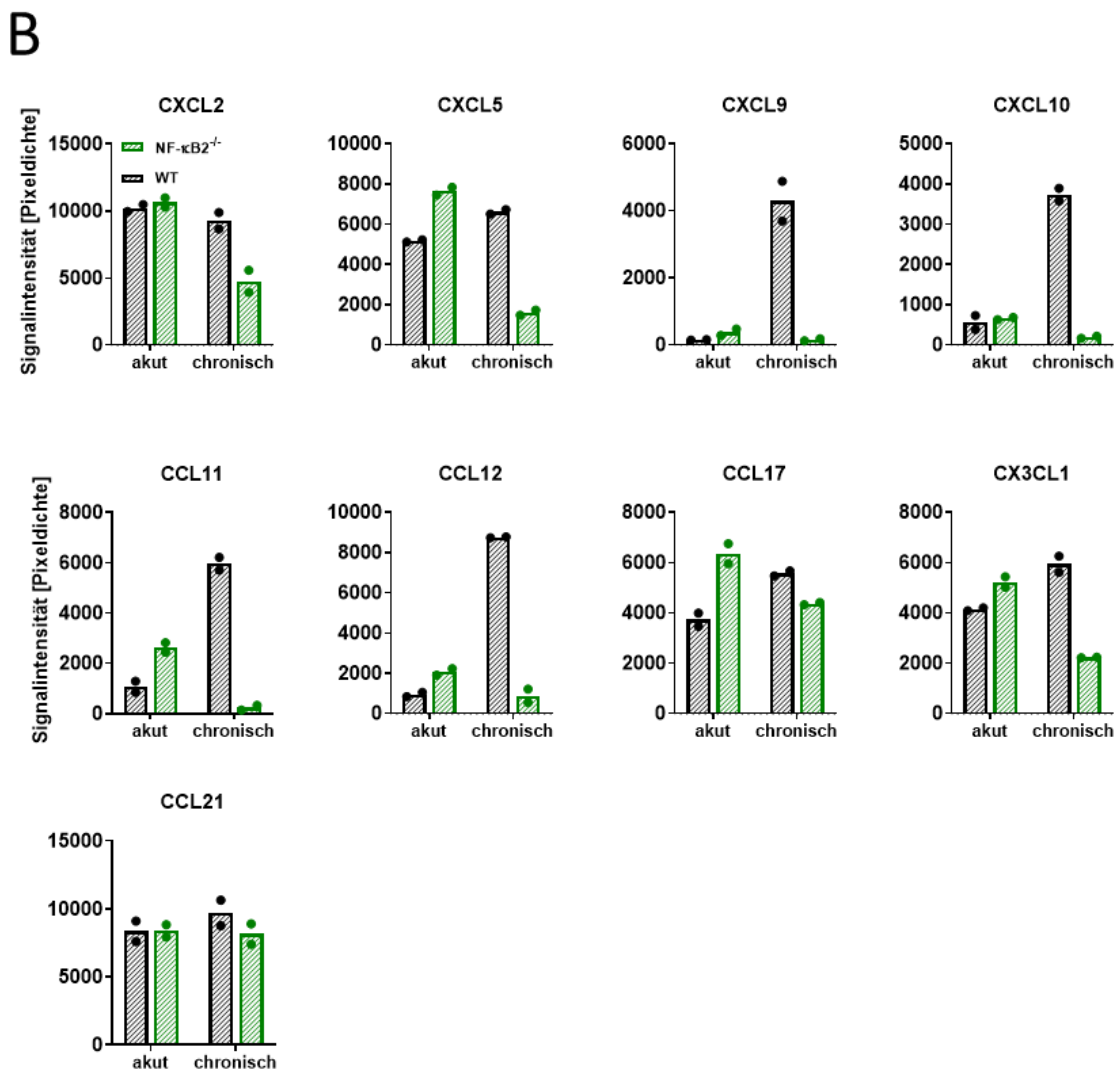 B
CXCL2 CXCL5 CXCL9 CXCL10
Signalintensität [Pixeldichte]
15000
10000
5000
0
NF-κB2-/-
WT
akut chronisch
10000
8000
6000
4000
2000
0
akut chronisch
6000
4000
2000
0
akut chronisch
5000
4000
3000
2000
1000
0
akut chronisch
CCL11 CCL12 CCL17 CX3CL1
Signalintensität [Pixeldichte]
8000
6000
4000
2000
0
akut chronisch
10000
8000
6000
4000
2000
0
akut chronisch
8000
6000
4000
2000
0
akut chronisch
8000
6000
4000
2000
0
akut chronisch
CCL21
15000
10000
5000
0
akut chronisch